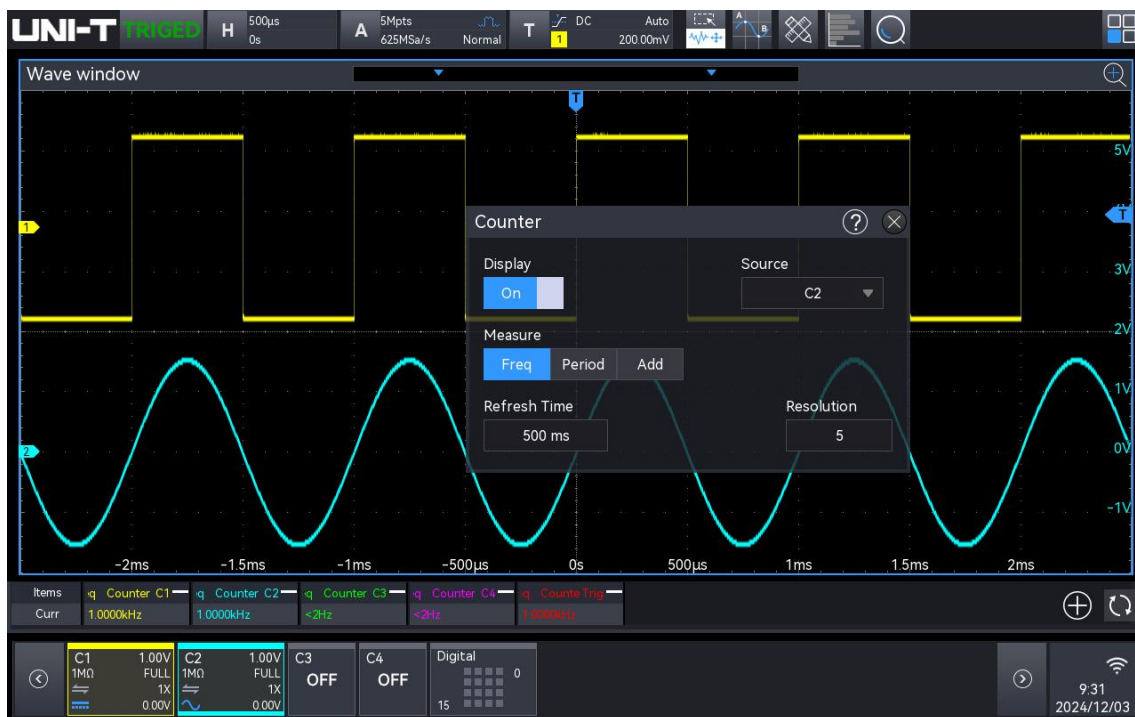 UNI-T TRIGED H 500μs 0s A 5Mpts 625MSa/s Normal T DC 1 Auto 200.00mV A B
Wave window
T
5V
1
T
Counter ?
Display Source
3V
On C2
Measure
2V
Freq Period Add
1V
Refresh Time Resolution
500 ms 5
2
0V
-1V
-2ms -1.5ms -1ms -500μs 0s 500μs 1ms 1.5ms 2ms
Items q Counter C1 q Counter C2 q Counter C3 q Counter C4 q Counte Trig
Curr 1.0000kHz 1.0000kHz <2Hz <2Hz 1.0000kHz
C1 1.00V C2 1.00V C3 C4 Digital
1MΩ FULL 1MΩ FULL OFF OFF 0
1X 1X
0.00V 0.00V 15
9:31
2024/12/03